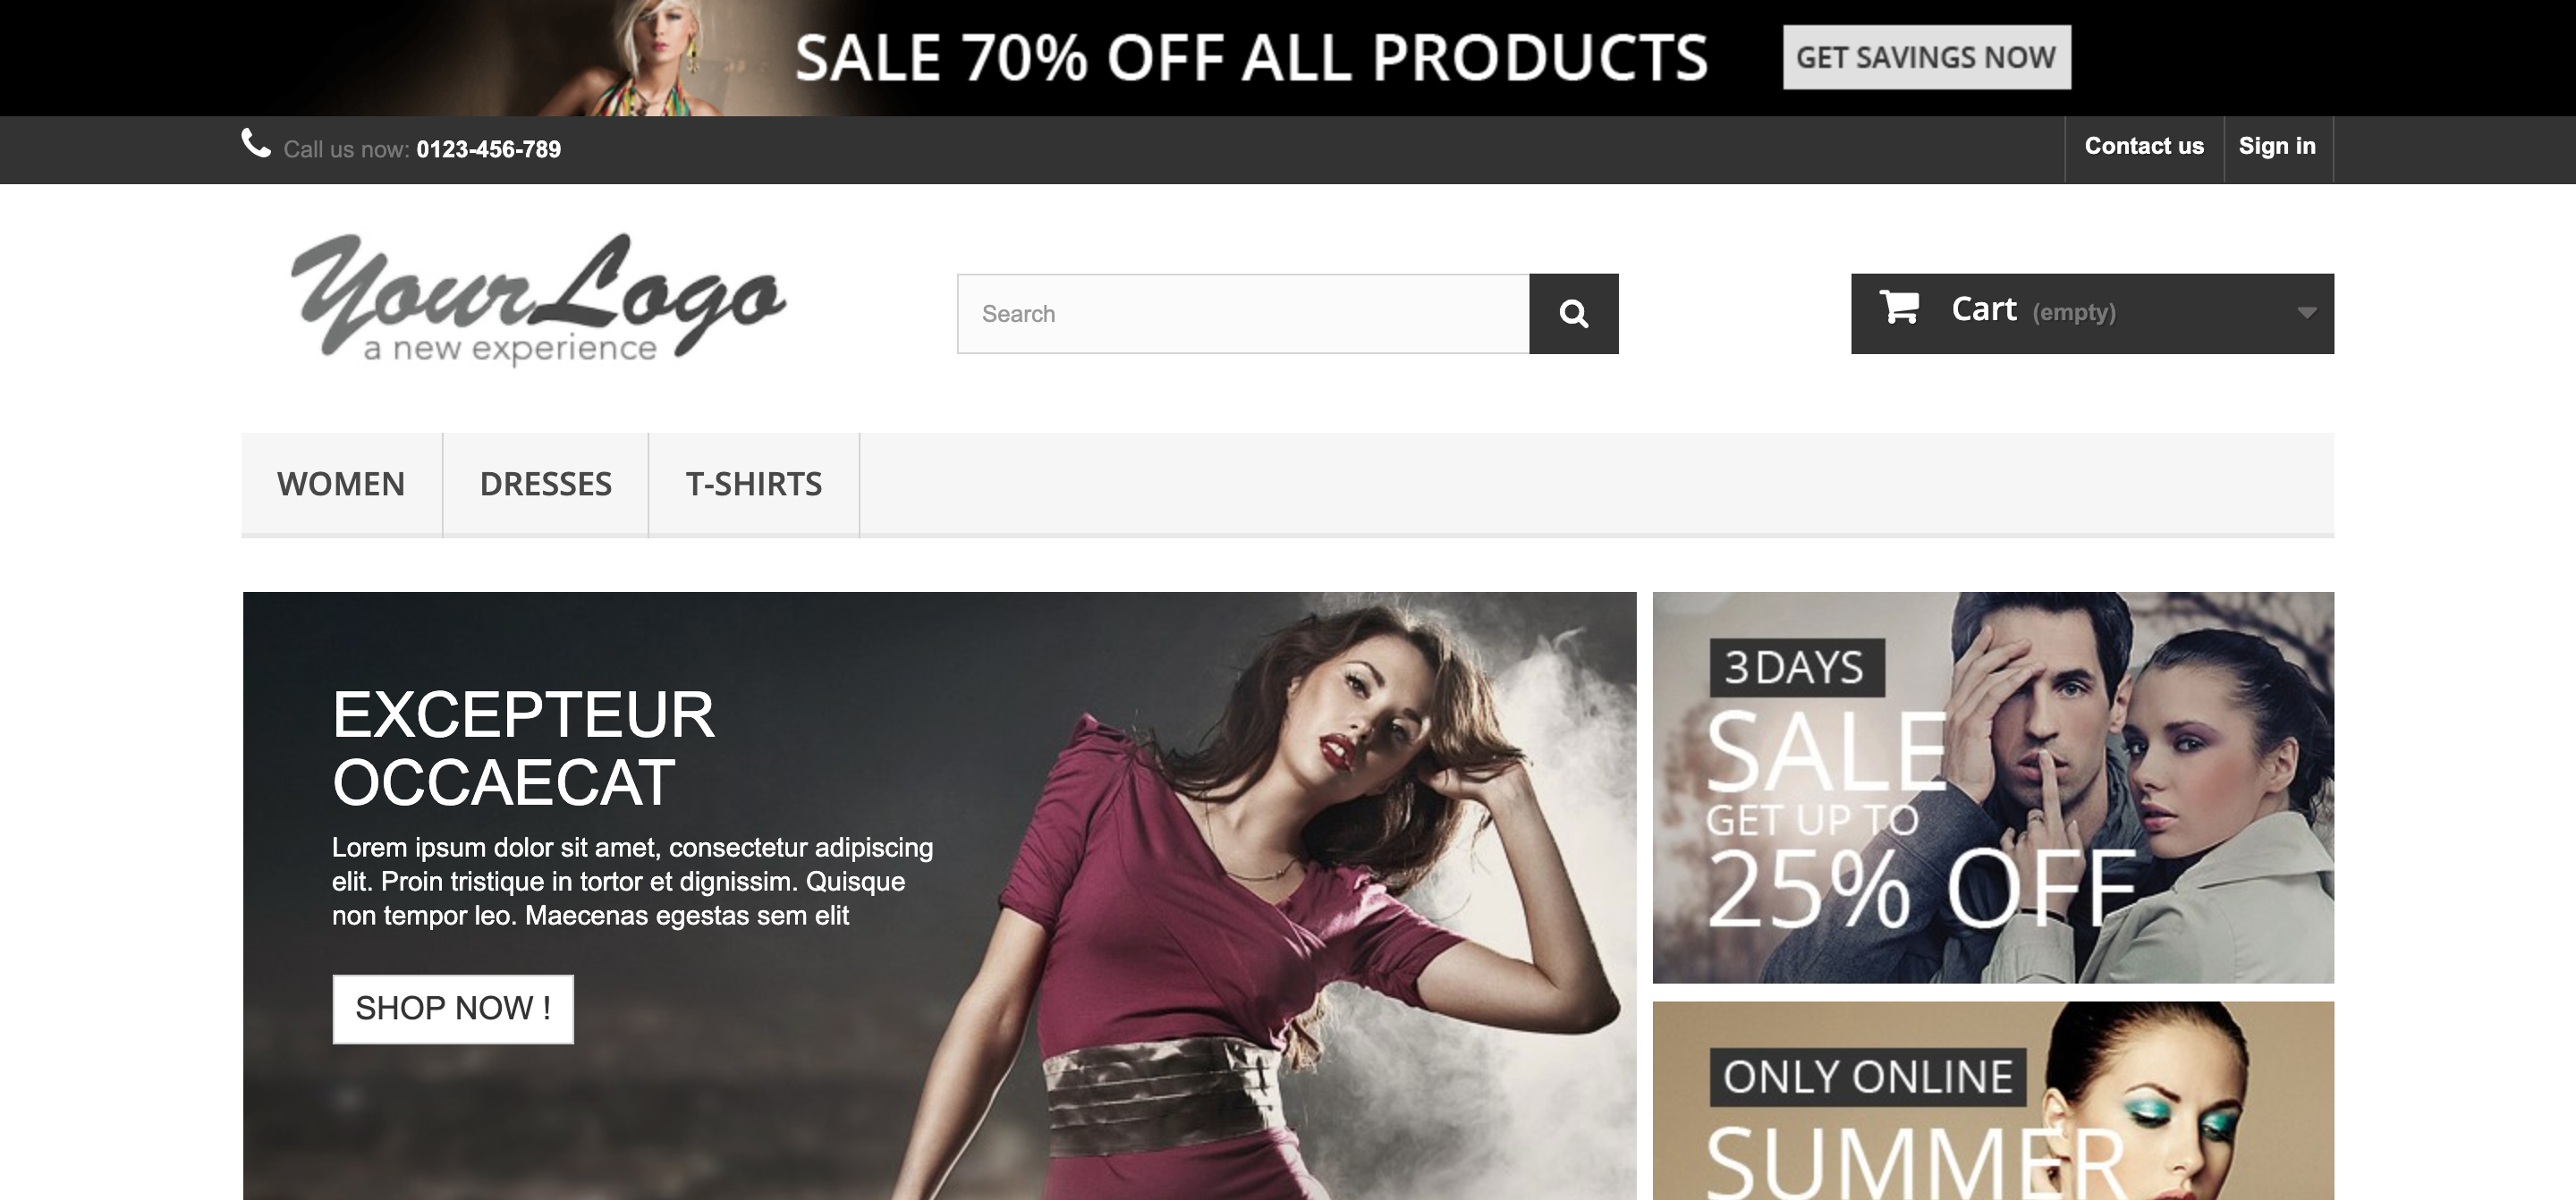 SALE 70% OFF ALL PRODUCTS
GET SAVINGS NOW
Call us now: 0123-456-789
Contact us
Sign in
YourLogo
a new experience
Search
Cart (empty)
WOMEN
DRESSES
T-SHIRTS
EXCEPTEUR
OCCAECAT
Lorem ipsum dolor sit amet, consectetur adipiscing
elit. Proin tristique in tortor et dignissim. Quisque
non tempor leo. Maecenas egestas sem elit
SHOP NOW !
3 DAYS
SALE
GET UP TO
25% OFF
ONLY ONLINE
SUMMER